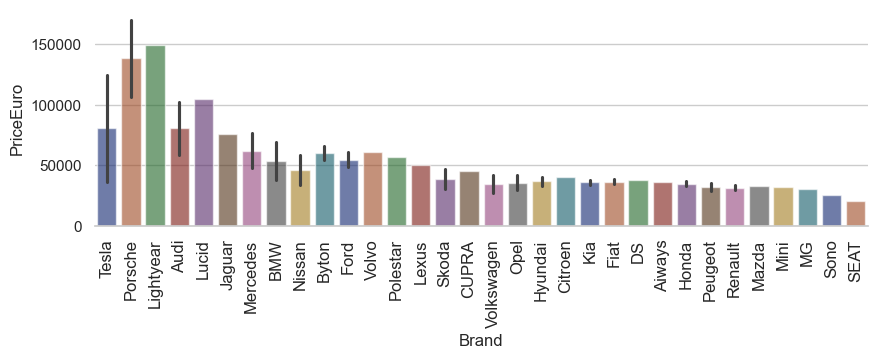 150000
100000
50000
0
PriceEuro
Tesla
Porsche
Lightyear
Audi
Lucid
Jaguar
Mercedes
BMW
Nissan
Byton
Ford
Volvo
Polestar
Lexus
Skoda
CUPRA
Volkswagen
Opel
Hyundai
Citroen
Kia
Fiat
DS
Aiways
Honda
Peugeot
Renault
Mazda
Mini
MG
Sono
SEAT
Brand